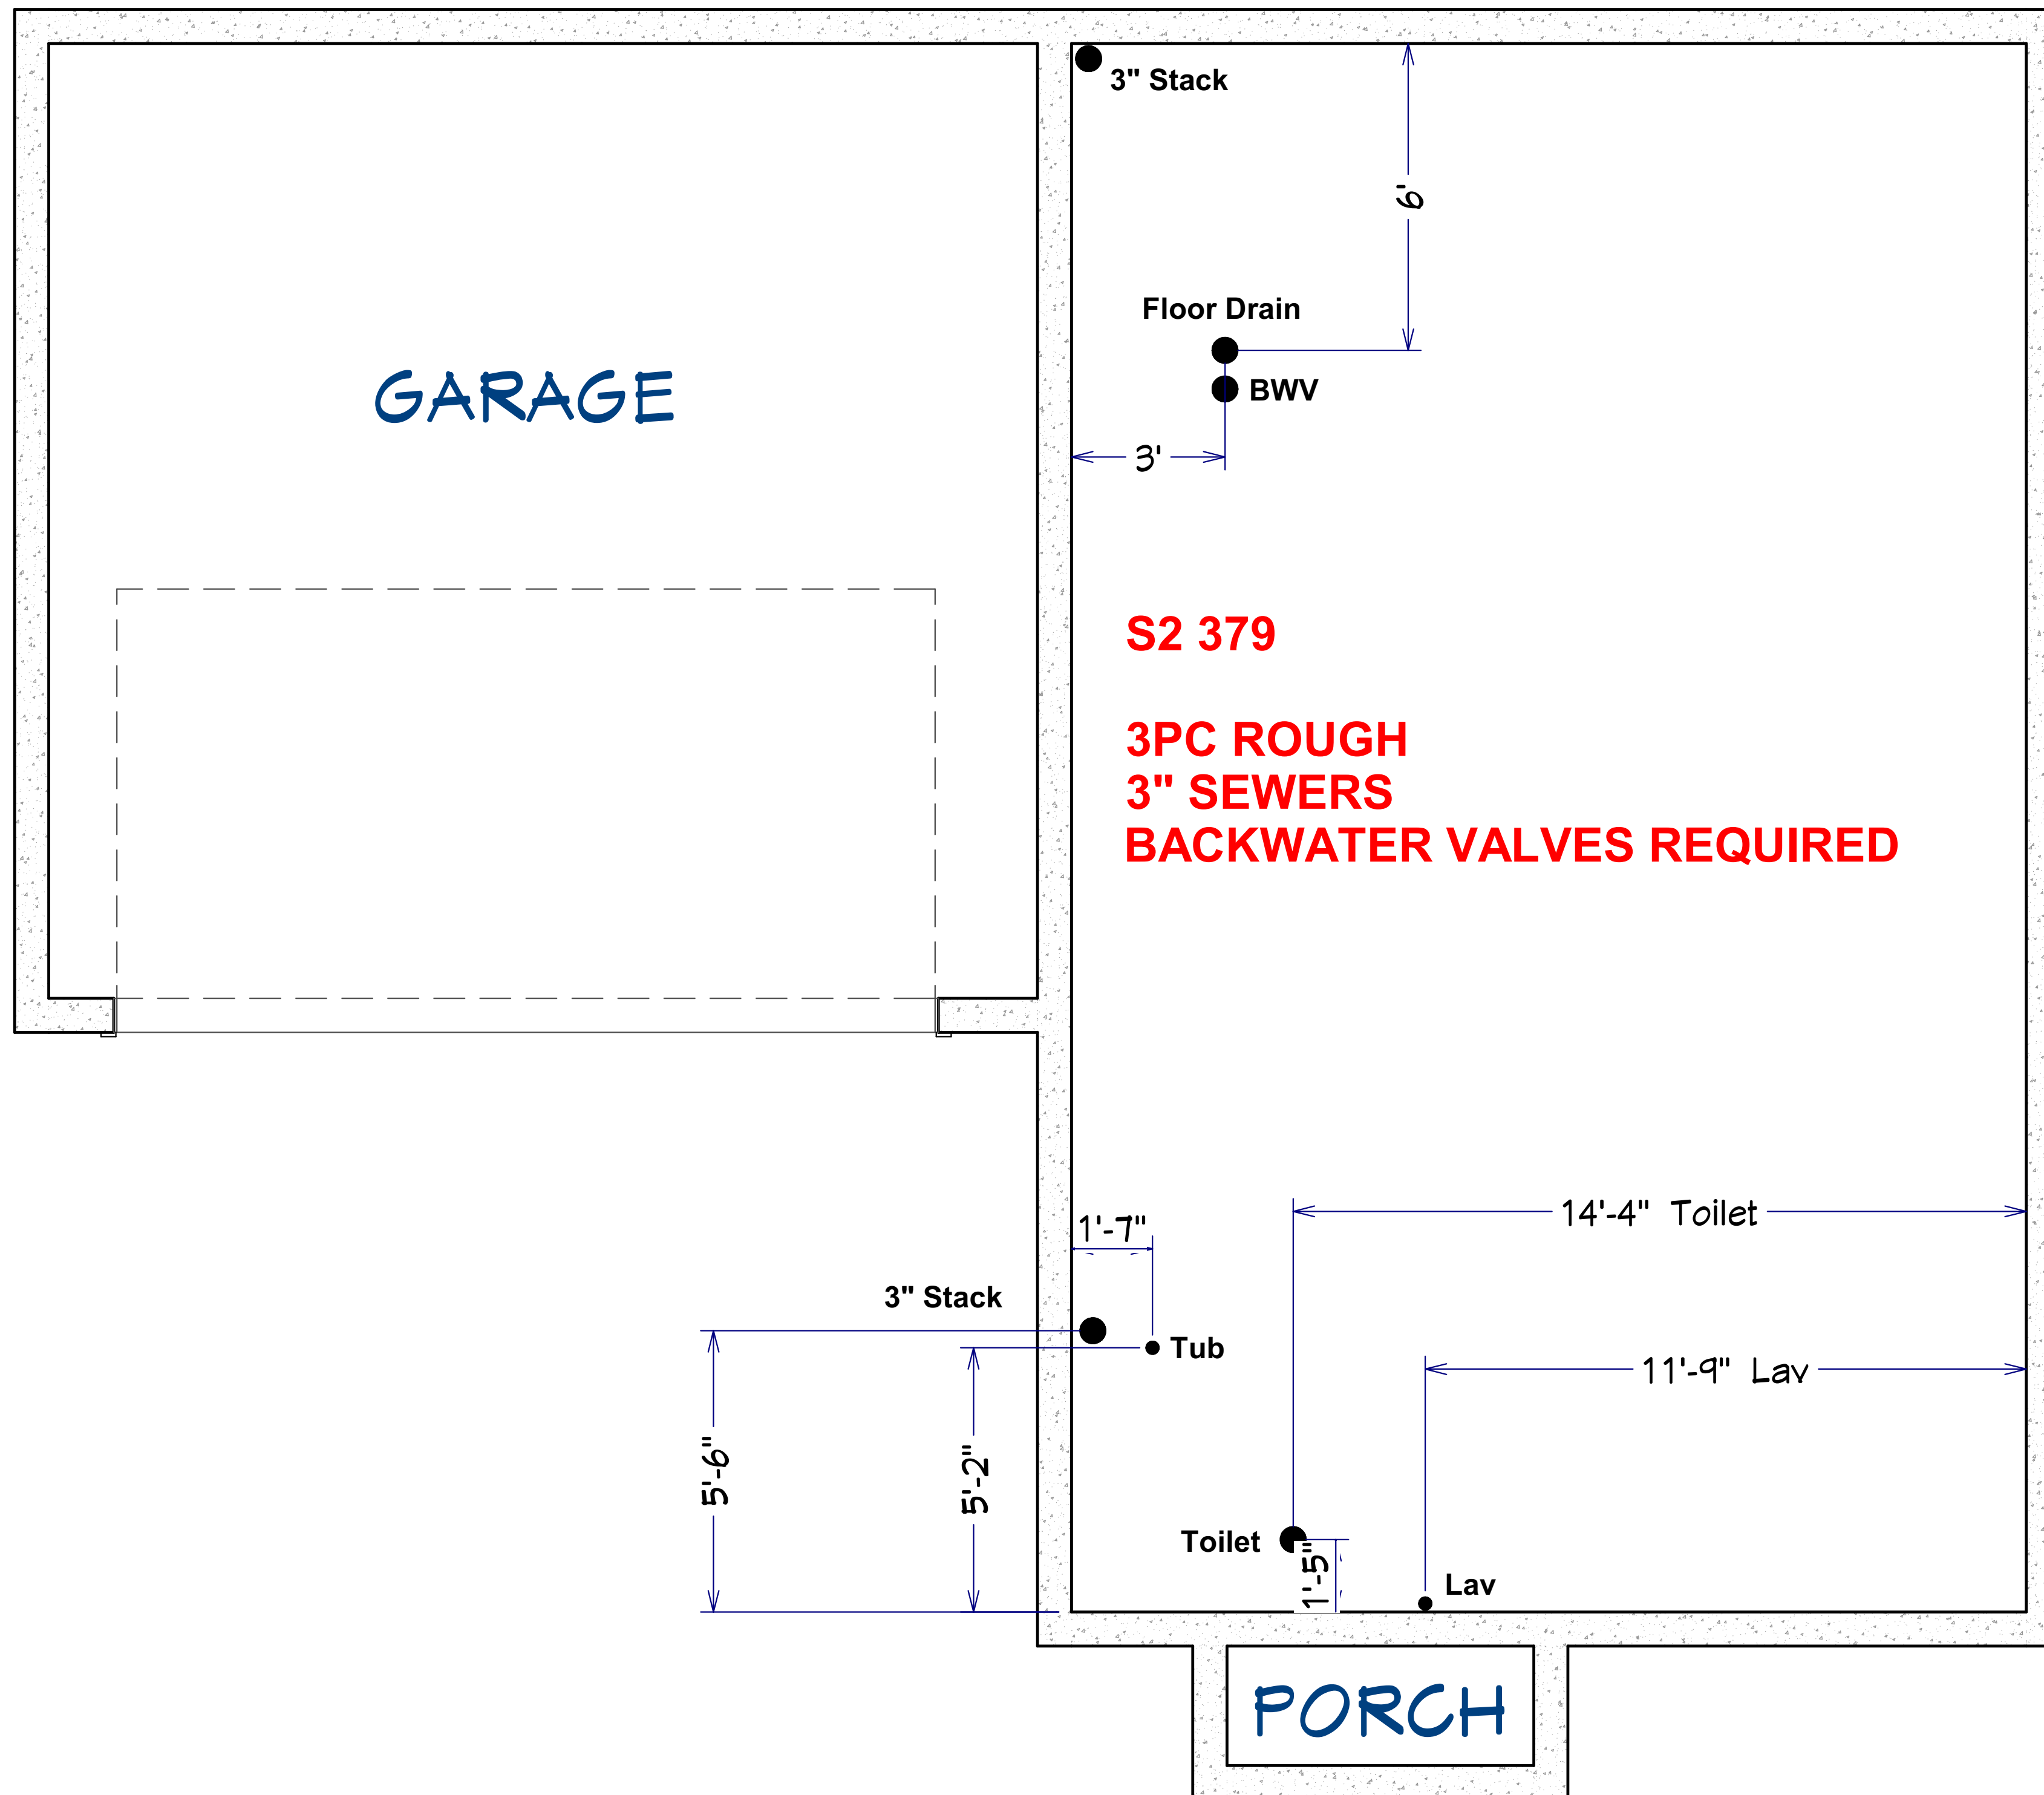 3" Stack
6'
Floor Drain
GARAGE
BWV
3'
S2 379
3PC ROUGH
3" SEWERS
BACKWATER VALVES REQUIRED
14'-4" Toilet
1'-7"
3" Stack
Tub
11'-9" Lav
5'-6"
5'-2"
Toilet
1'-5"
Lav
PORCH